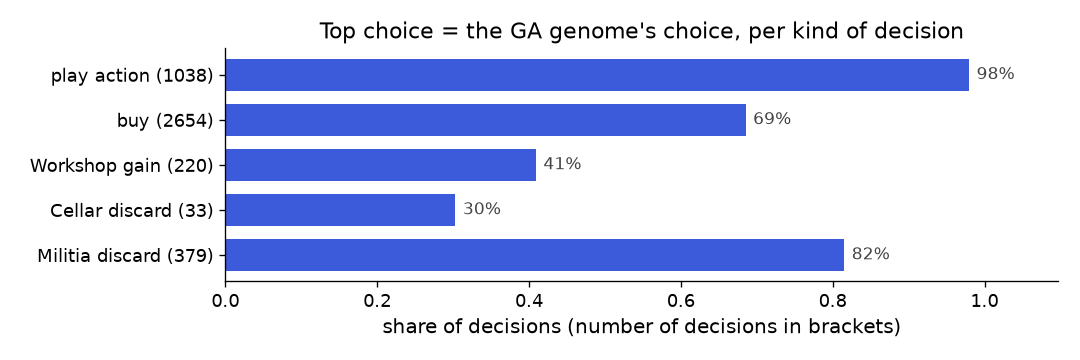 Top choice = the GA genome's choice, per kind of decision
play action (1038)
98%
buy (2654)
69%
Workshop gain (220)
41%
Cellar discard (33)
30%
Militia discard (379)
82%
0.0 0.2 0.4 0.6 0.8 1.0
share of decisions (number of decisions in brackets)